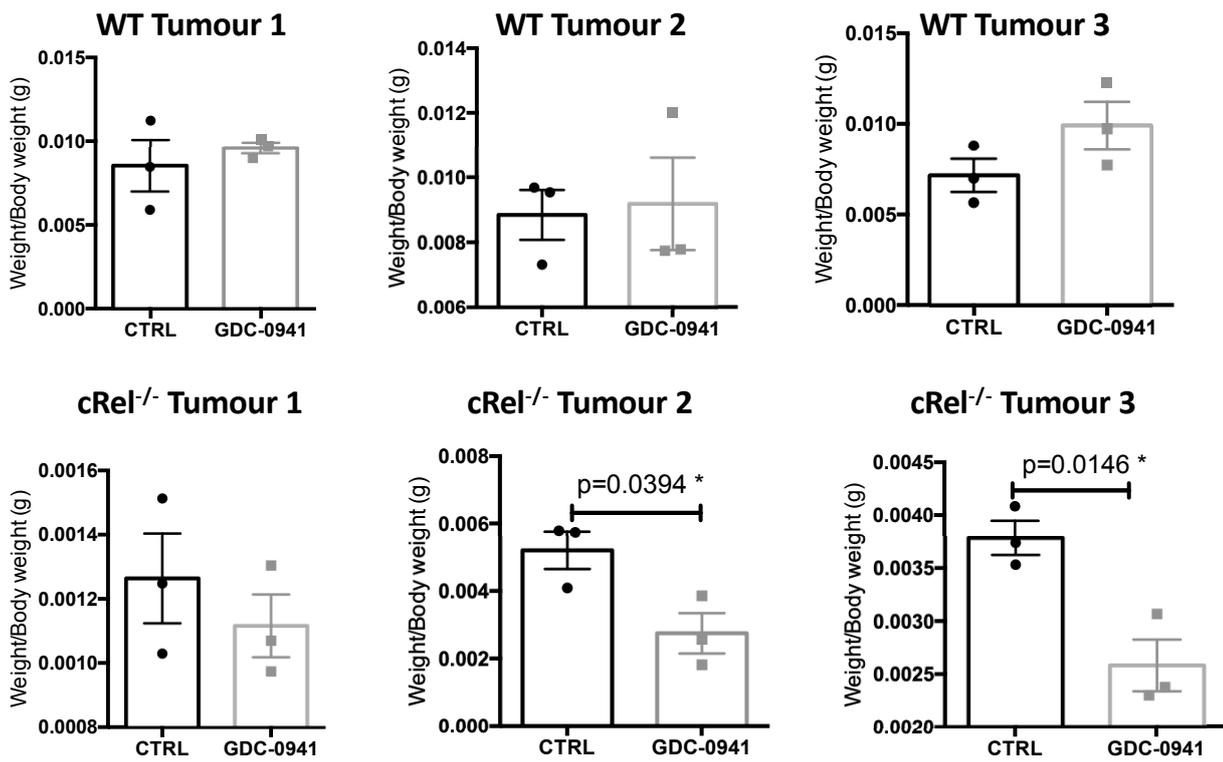 WT Tumour 1
Weight/Body weight (g)
0.015
0.010
0.005
0.000
CTRL GDC-0941
WT Tumour 2
Weight/Body weight (g)
0.014
0.012
0.010
0.008
0.006
CTRL GDC-0941
WT Tumour 3
Weight/Body weight (g)
0.015
0.010
0.005
0.000
CTRL GDC-0941
cRel-/- Tumour 1
Weight/Body weight (g)
0.0016
0.0014
0.0012
0.0010
0.0008
CTRL GDC-0941
cRel-/- Tumour 2
Weight/Body weight (g)
0.008
0.006
0.004
0.002
0.000
p=0.0394 *
CTRL GDC-0941
cRel-/- Tumour 3
Weight/Body weight (g)
0.0045
0.0040
0.0035
0.0030
0.0025
0.0020
p=0.0146 *
CTRL GDC-0941